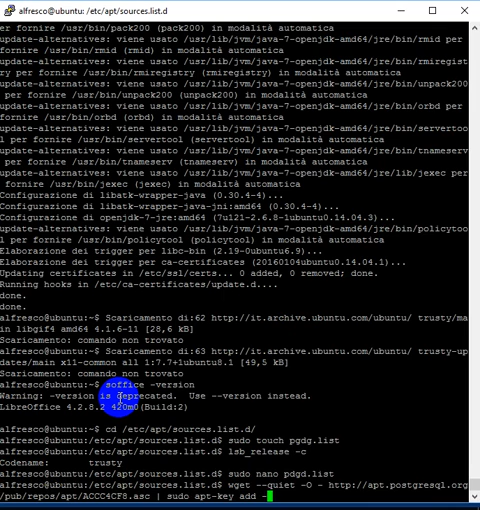 alfresco@ubuntu: /etc/apt/sources.list.d
er fornire /usr/bin/pack200 (pack200) in modalità automatica
update-alternatives: viene usato /usr/lib/jvm/java-7-openjdk-amd64/jre/bin/rmid per
fornire /usr/bin/rmid (rmid) in modalità automatica
update-alternatives: viene usato /usr/lib/jvm/java-7-openjdk-amd64/jre/bin/rmiregist
ry per fornire /usr/bin/rmiregistry (rmiregistry) in modalità automatica
update-alternatives: viene usato /usr/lib/jvm/java-7-openjdk-amd64/jre/bin/unpack200
per fornire /usr/bin/unpack200 (unpack200) in modalità automatica
update-alternatives: viene usato /usr/lib/jvm/java-7-openjdk-amd64/jre/bin/orbd per
fornire /usr/bin/orbd (orbd) in modalità automatica
update-alternatives: viene usato /usr/lib/jvm/java-7-openjdk-amd64/jre/bin/servertoo
l per fornire /usr/bin/servertool (servertool) in modalità automatica
update-alternatives: viene usato /usr/lib/jvm/java-7-openjdk-amd64/jre/bin/tnameserv
per fornire /usr/bin/tnameserv (tnameserv) in modalità automatica
update-alternatives: viene usato /usr/lib/jvm/java-7-openjdk-amd64/jre/lib/jexec per
fornire /usr/bin/jexec (jexec) in modalità automatica
Configurazione di libatk-wrapper-java (0.30.4-4)...
Configurazione di libatk-wrapper-java-jni:amd64 (0.30.4-4)...
Configurazione di openjdk-7-jre:amd64 (7u121-2.6.8-1ubuntu0.14.04.3)...
update-alternatives: viene usato /usr/lib/jvm/java-7-openjdk-amd64/jre/bin/policytoo
l per fornire /usr/bin/policytool (policytool) in modalità automatica
Elaborazione dei trigger per libc-bin (2.19-0ubuntu6.9)...
Elaborazione dei trigger per ca-certificates (20160104ubuntu0.14.04.1)...
Updating certificates in /etc/ssl/certs... 0 added, 0 removed; done.
Running hooks in /etc/ca-certificates/update.d....
done.
done.
alfresco@ubuntu:~$ Scaricamento di:62 http://it.archive.ubuntu.com/ubuntu/ trusty/ma
in libgif4 amd64 4.1.6-11 [28,6 kB]
Scaricamento: comando non trovato
alfresco@ubuntu:~$ Scaricamento di:63 http://it.archive.ubuntu.com/ubuntu/ trusty-up
dates/main x11-common all 1:7.7+1ubuntu8.1 [49,5 kB]
Scaricamento: comando non trovato
alfresco@ubuntu:~$ soffice -version
Warning: -version is deprecated. Use --version instead.
LibreOffice 4.2.8.2 420m0(Build:2)
alfresco@ubuntu:~$ cd /etc/apt/sources.list.d/
alfresco@ubuntu:/etc/apt/sources.list.d$ sudo touch pgdg.list
alfresco@ubuntu:/etc/apt/sources.list.d$ lsb_release -c
Codename: trusty
alfresco@ubuntu:/etc/apt/sources.list.d$ sudo nano pdgd.list
alfresco@ubuntu:/etc/apt/sources.list.d$ wget --quiet -O - http://apt.postgresql.org
/pub/repos/apt/ACCC4CF8.asc | sudo apt-key add -